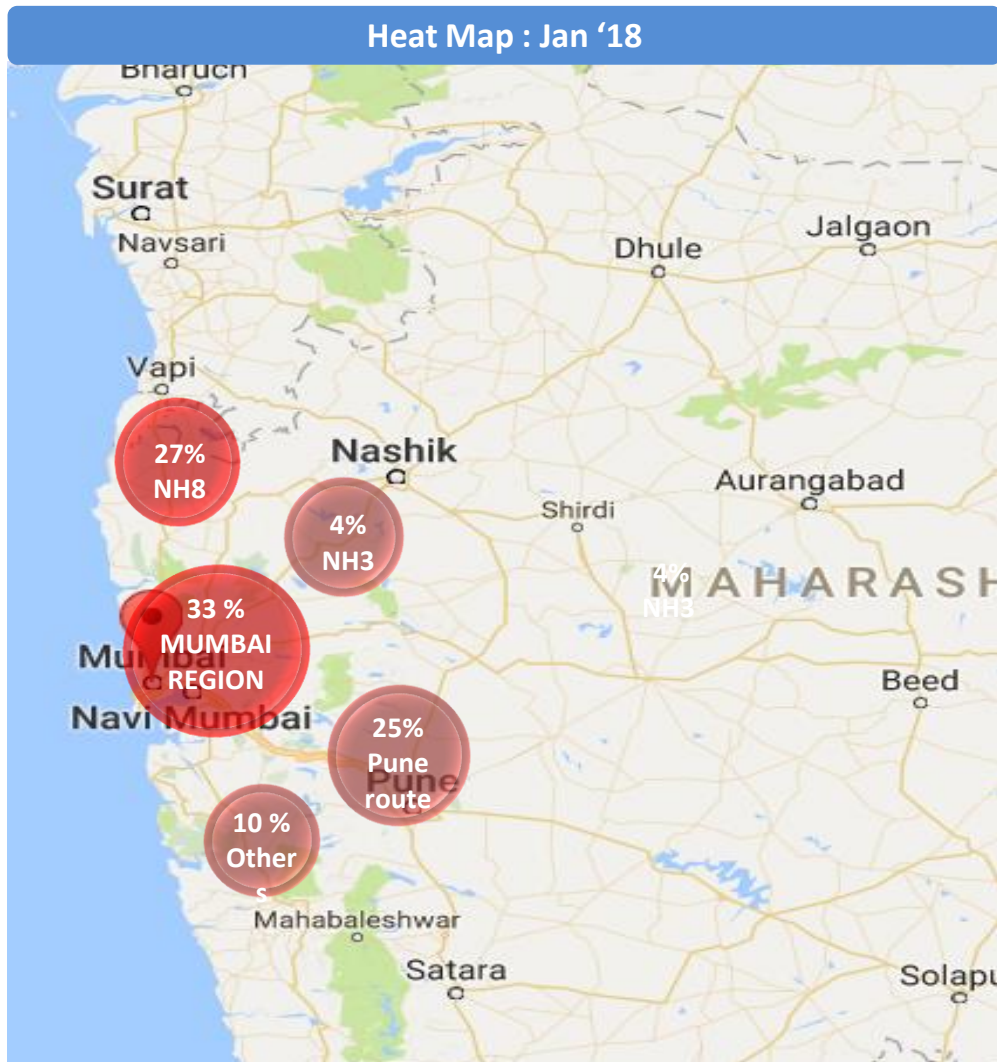 Heat Map : Jan ‘18
Bharuch
Surat
Navsari
Dhule
Jalgaon
Vapi
27%
NH8
Nashik
Aurangabad
Shirdi
4%
NH3
4%
NH3
MAHARASH
33 %
MUMBAI
REGION
Mumbai
Navi Mumbai
Beed
25%
Pune
route
Pune
10 %
Other
s
Mahabaleshwar
Satara
Solapu